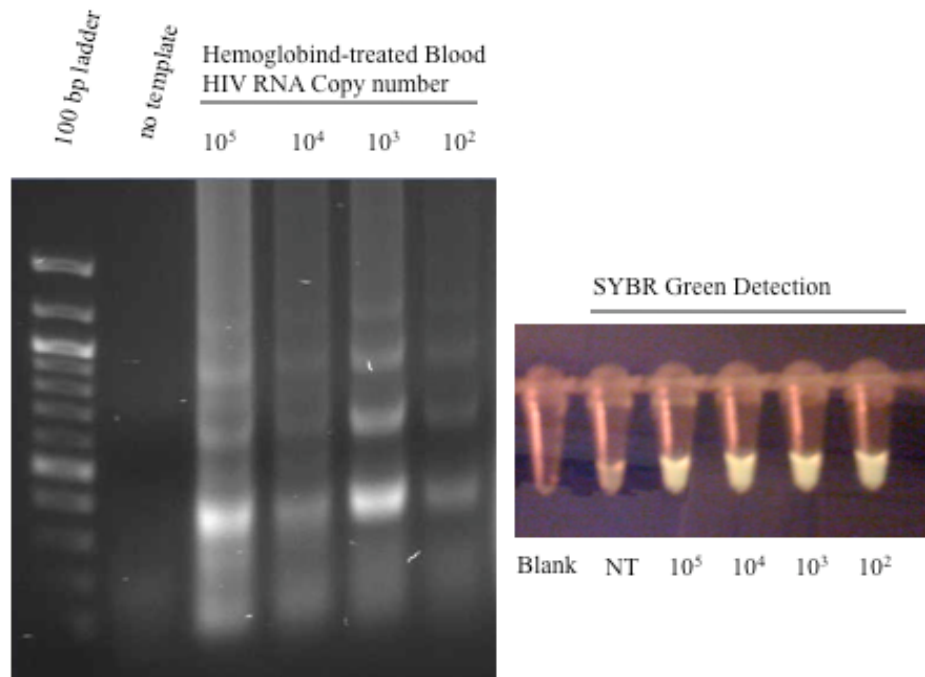 100 bp ladder
no template
Hemoglobind-treated Blood
HIV RNA Copy number
10⁵ 10⁴ 10³ 10²
SYBR Green Detection
Blank NT 10⁵ 10⁴ 10³ 10²